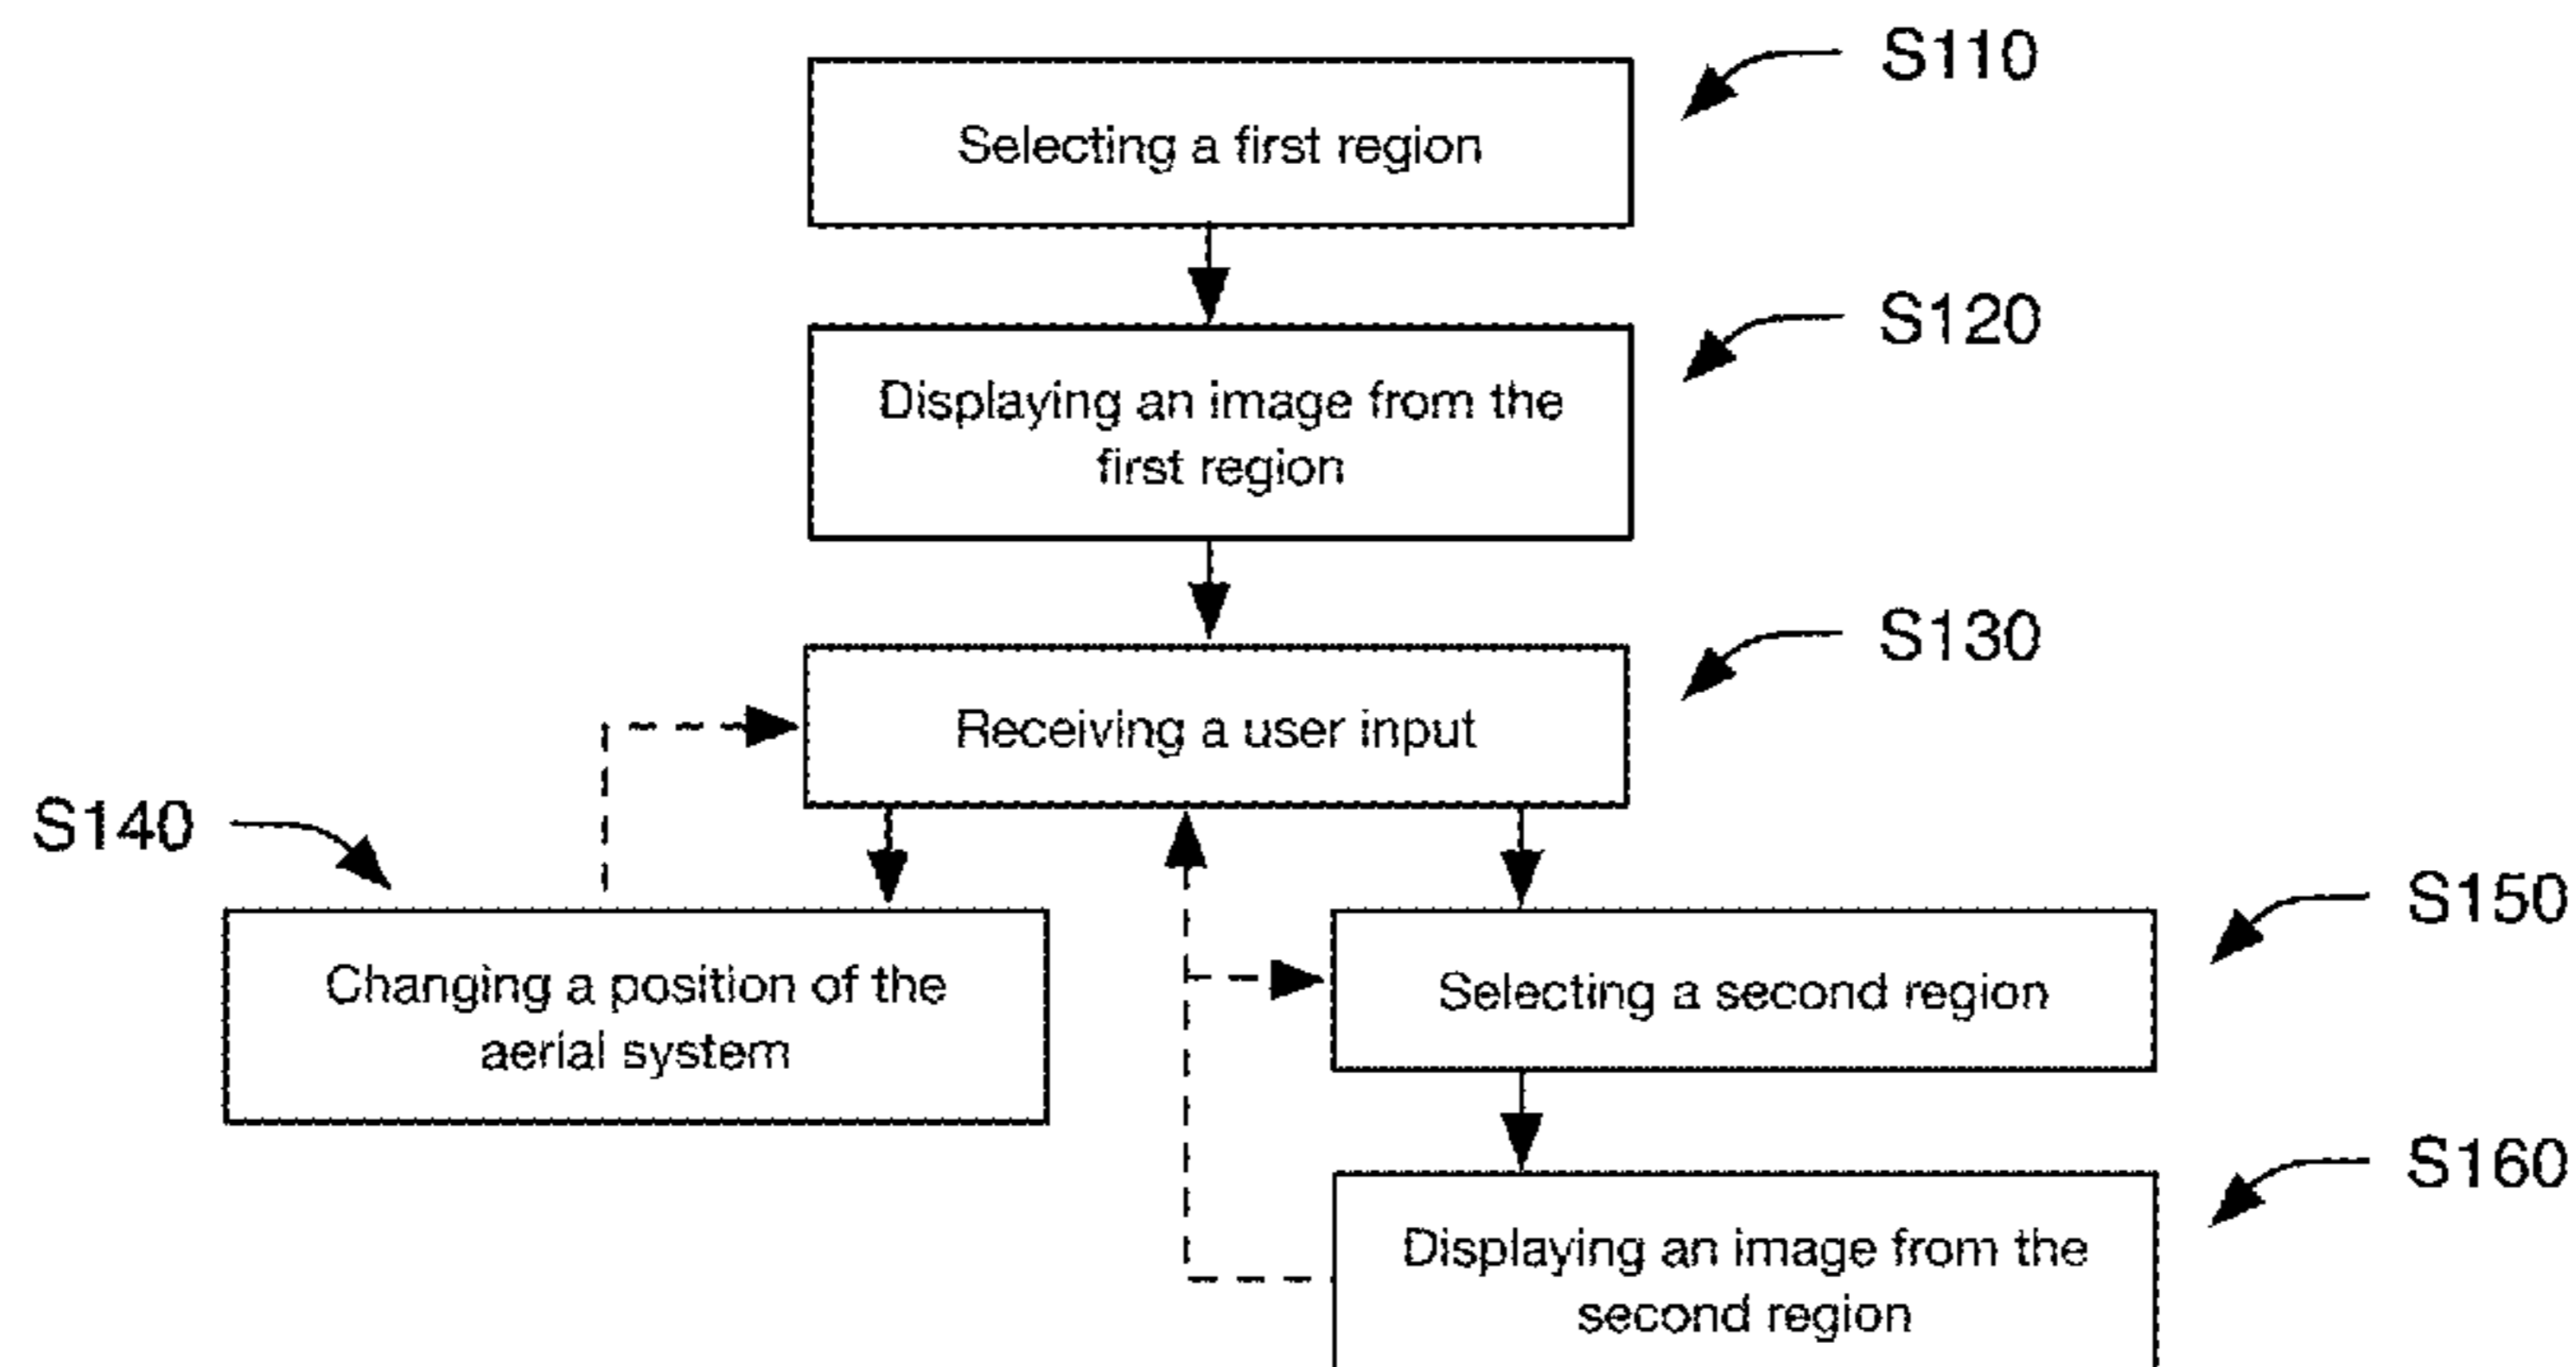 S110
Selecting a first region
S120
Displaying an image from the
first region
S130
Receiving a user input
S140
Changing a position of the
aerial system
S150
Selecting a second region
S160
Displaying an image from the
second region